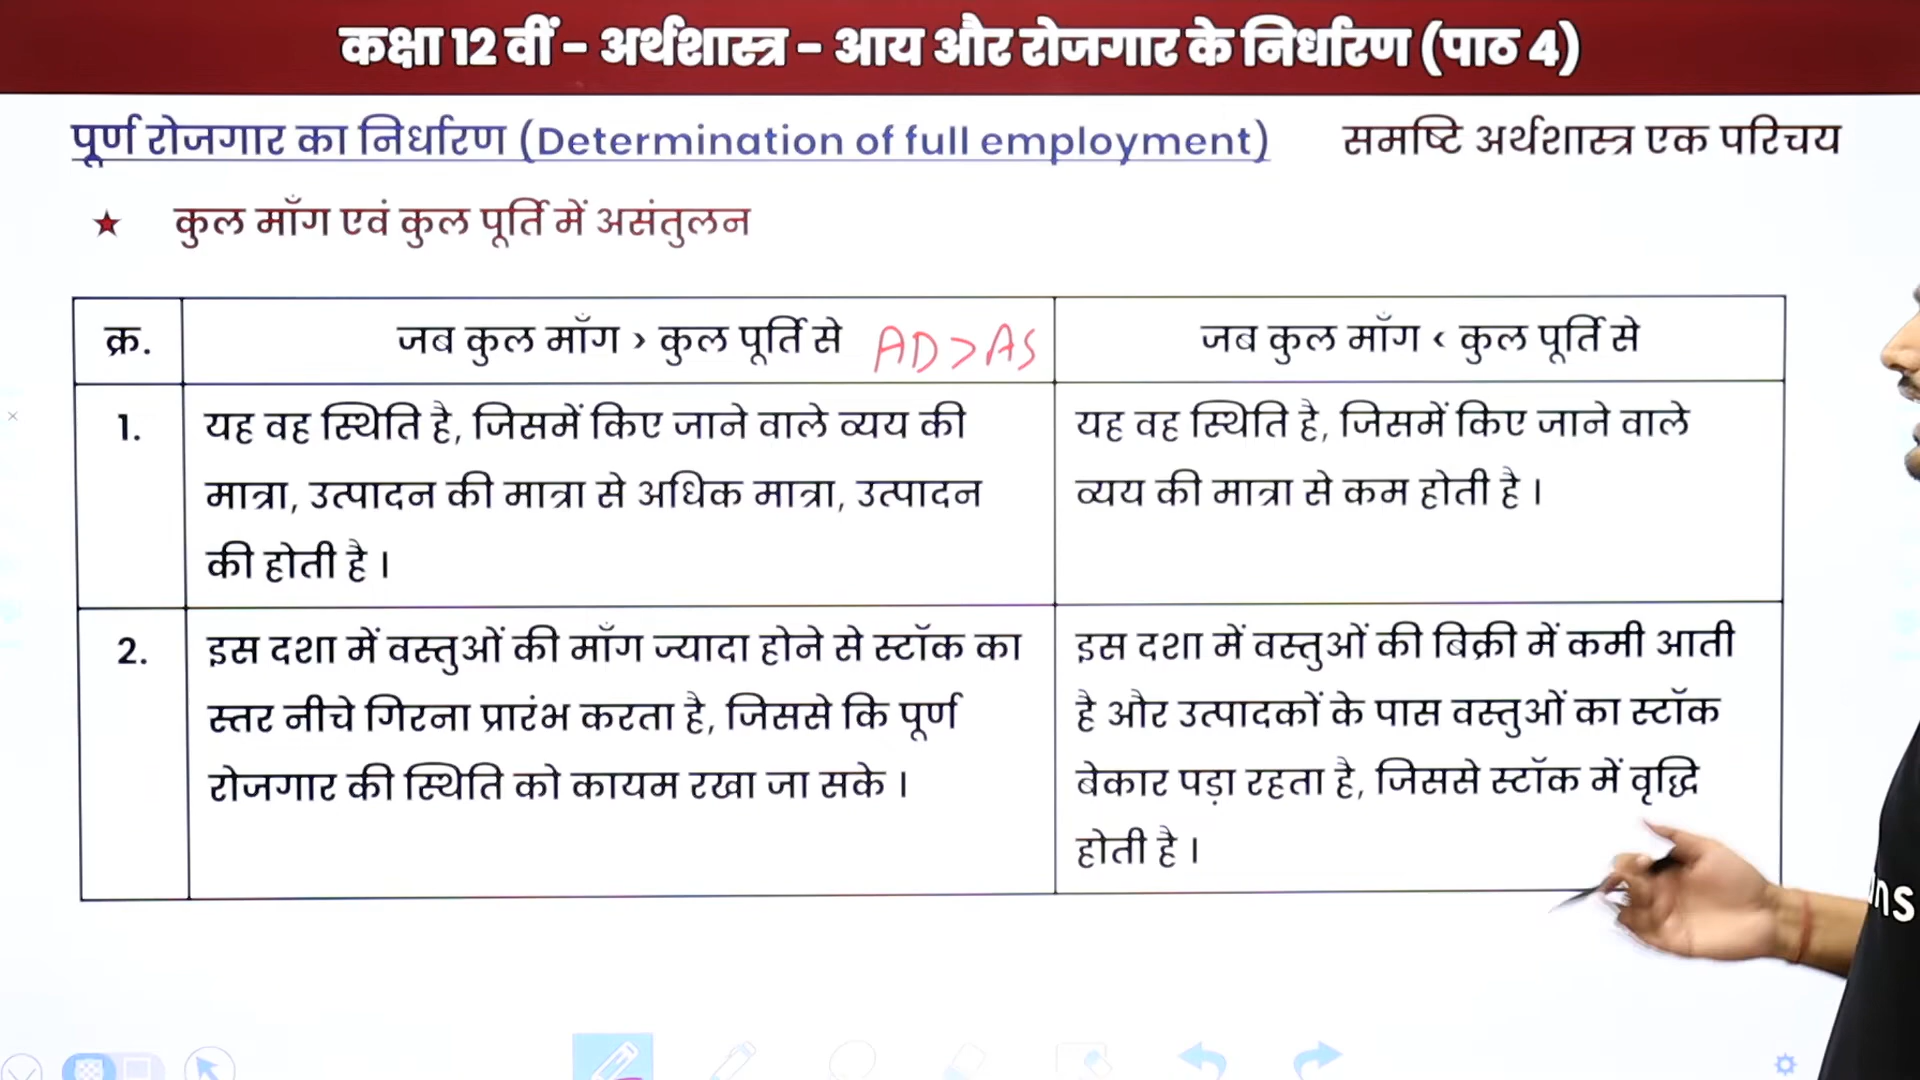 कक्षा 12 वीं - अर्थशास्त्र - आय और रोजगार के निर्धारण (पाठ 4)
पूर्ण रोजगार का निर्धारण (Determination of full employment) समष्टि अर्थशास्त्र एक परिचय
★ कुल माँग एवं कुल पूर्ति में असंतुलन
क्र. जब कुल माँग > कुल पूर्ति से AD > AS जब कुल माँग < कुल पूर्ति से
1. यह वह स्थिति है, जिसमें किए जाने वाले व्यय की
मात्रा, उत्पादन की मात्रा से अधिक मात्रा, उत्पादन
की होती है ।
यह वह स्थिति है, जिसमें किए जाने वाले
व्यय की मात्रा से कम होती है ।
2. इस दशा में वस्तुओं की माँग ज्यादा होने से स्टॉक का
स्तर नीचे गिरना प्रारंभ करता है, जिससे कि पूर्ण
रोजगार की स्थिति को कायम रखा जा सके ।
इस दशा में वस्तुओं की बिक्री में कमी आती
है और उत्पादकों के पास वस्तुओं का स्टॉक
बेकार पड़ा रहता है, जिससे स्टॉक में वृद्धि
होती है ।